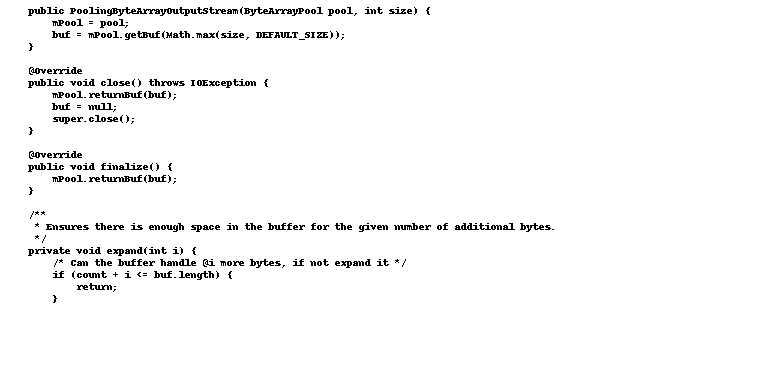 public PoolingByteArrayOutputStream(ByteArrayPool pool, int size) {
    mPool = pool;
    buf = mPool.getBuf(Math.max(size, DEFAULT_SIZE));
}

@Override
public void close() throws IOException {
    mPool.returnBuf(buf);
    buf = null;
    super.close();
}

@Override
public void finalize() {
    mPool.returnBuf(buf);
}

/**
 * Ensures there is enough space in the buffer for the given number of additional bytes.
 */
private void expand(int i) {
    /* Can the buffer handle @i more bytes, if not expand it */
    if (count + i <= buf.length) {
        return;
    }